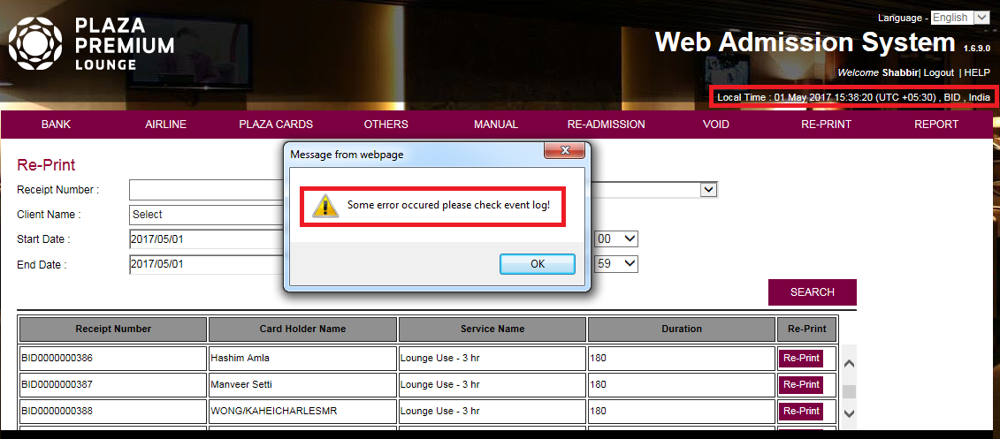 PLAZA
PREMIUM
LOUNGE
Language - English
Web Admission System 1.6.9.0
Welcome Shabbir| Logout | HELP
Local Time : 01 May 2017 15:38:20 (UTC +05:30) , BID , India
BANK AIRLINE PLAZA CARDS OTHERS MANUAL RE-ADMISSION VOID RE-PRINT REPORT
Message from webpage
Re-Print
Receipt Number :
Some error occured please check event log!
Client Name : Select
Start Date : 2017/05/01 00
End Date : 2017/05/01 59
OK
SEARCH
Receipt Number Card Holder Name Service Name Duration Re-Print
BID0000000386 Hashim Amla Lounge Use - 3 hr 180 Re-Print
BID0000000387 Manveer Setti Lounge Use - 3 hr 180 Re-Print
BID0000000388 WONG/KAHEICHARLESMR Lounge Use - 3 hr 180 Re-Print